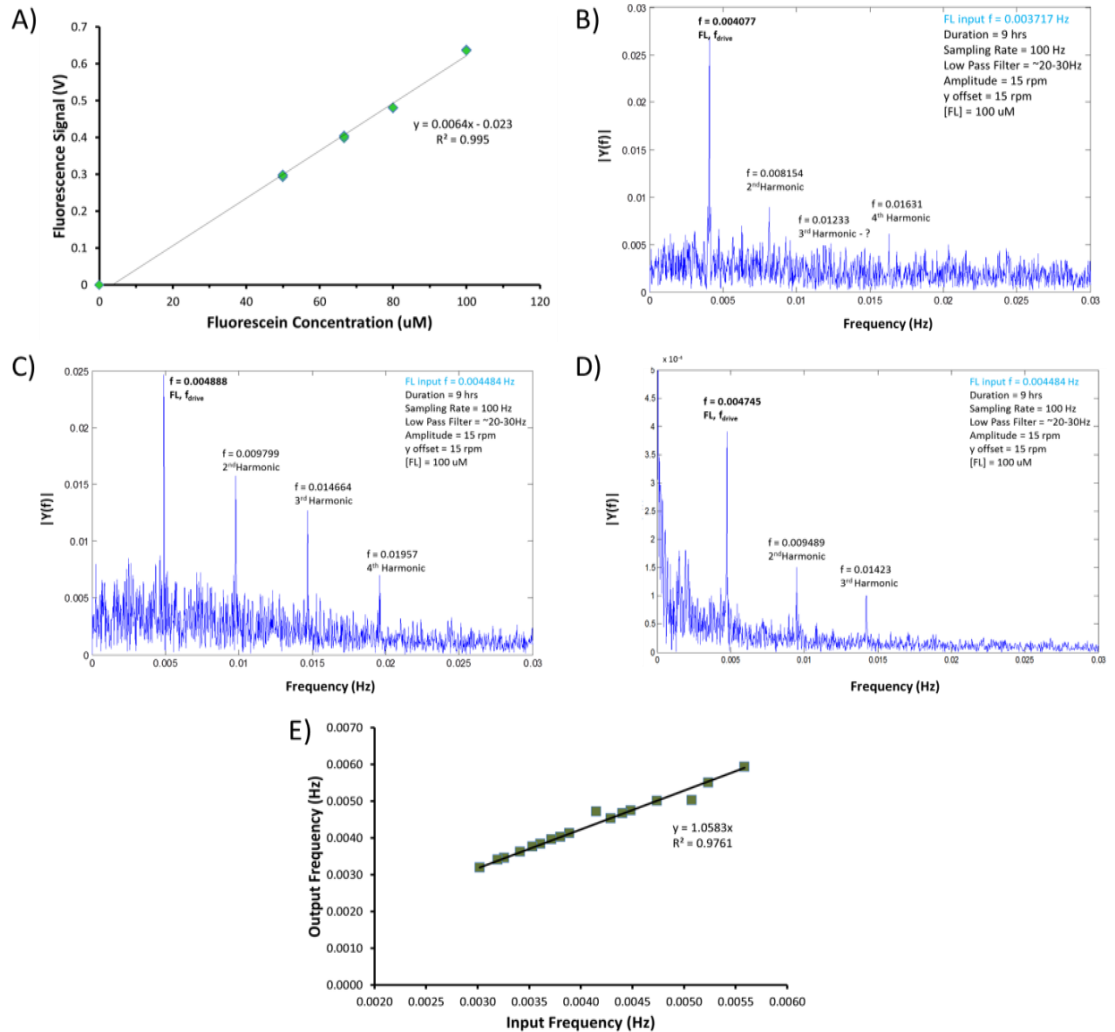 A)
0.7
0.6
0.5
0.4
0.3
0.2
0.1
0
0
20
40
60
80
100
120
Fluorescence Signal (V)
y = 0.0064x - 0.023
R² = 0.995
Fluorescein Concentration (uM)
B)
0.03
0.025
0.02
0.015
0.01
0.005
0
0
0.005
0.01
0.015
0.02
0.025
0.03
|Y(f)|
f = 0.004077
FL, fdrive
f = 0.008154
2nd Harmonic
f = 0.01233
3rd Harmonic - ?
f = 0.01631
4th Harmonic
FL input f = 0.003717 Hz
Duration = 9 hrs
Sampling Rate = 100 Hz
Low Pass Filter = ~20-30Hz
Amplitude = 15 rpm
y offset = 15 rpm
[FL] = 100 uM
Frequency (Hz)
C)
0.025
0.02
0.015
0.01
0.005
0
0
0.005
0.01
0.015
0.02
0.025
0.03
|Y(f)|
f = 0.004888
FL, fdrive
f = 0.009799
2nd Harmonic
f = 0.014664
3rd Harmonic
f = 0.01957
4th Harmonic
FL input f = 0.004484 Hz
Duration = 9 hrs
Sampling Rate = 100 Hz
Low Pass Filter = ~20-30Hz
Amplitude = 15 rpm
y offset = 15 rpm
[FL] = 100 uM
Frequency (Hz)
D)
5
4
3
2
1
0
0
0.005
0.01
0.015
0.02
0.025
0.03
|Y(f)|
f = 0.004745
FL, fdrive
f = 0.009489
2nd Harmonic
f = 0.01423
3rd Harmonic
FL input f = 0.004484 Hz
Duration = 9 hrs
Sampling Rate = 100 Hz
Low Pass Filter = ~20-30Hz
Amplitude = 15 rpm
y offset = 15 rpm
[FL] = 100 uM
Frequency (Hz)
E)
0.0070
0.0060
0.0050
0.0040
0.0030
0.0020
0.0010
0.0000
0.0020
0.0025
0.0030
0.0035
0.0040
0.0045
0.0050
0.0055
0.0060
Output Frequency (Hz)
y = 1.0583x
R² = 0.9761
Input Frequency (Hz)